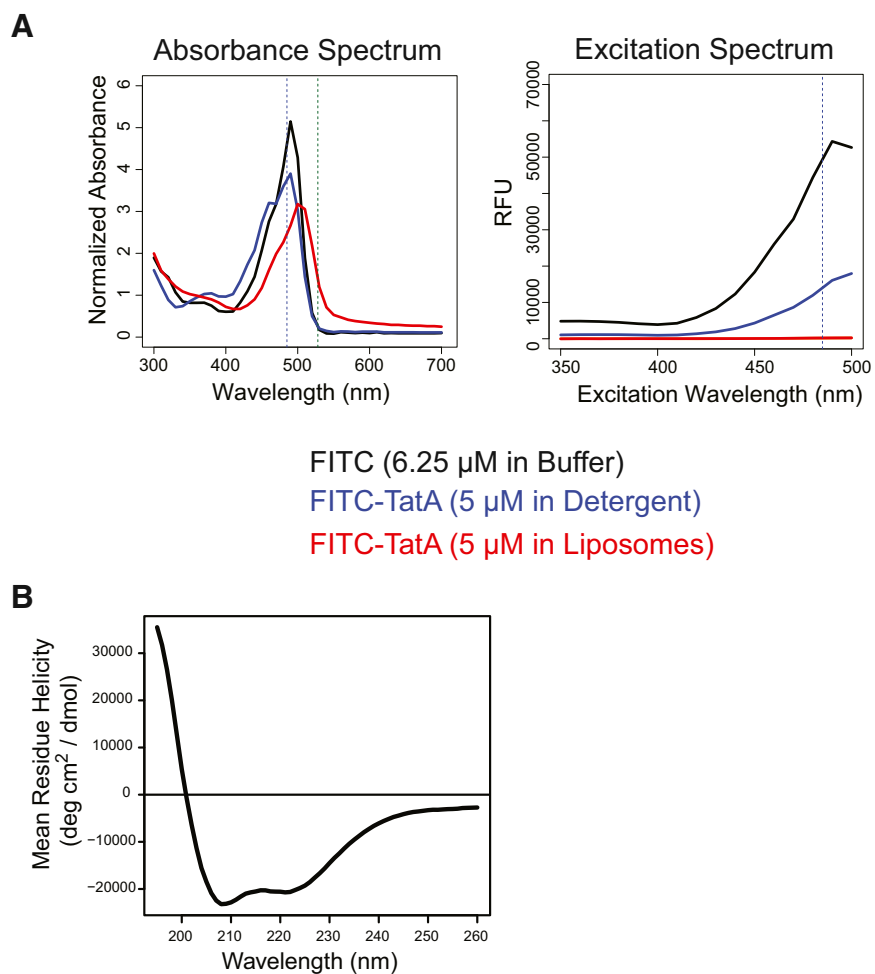 A
Absorbance Spectrum
Excitation Spectrum
Normalized Absorbance
0 1 2 3 4 5 6
300 400 500 600 700
Wavelength (nm)
RFU
0 10000 30000 50000 70000
350 400 450 500
Excitation Wavelength (nm)
FITC (6.25 µM in Buffer)
FITC-TatA (5 µM in Detergent)
FITC-TatA (5 µM in Liposomes)
B
Mean Residue Helicity
(deg cm² / dmol)
30000
20000
10000
0
−10000
−20000
200 210 220 230 240 250 260
Wavelength (nm)